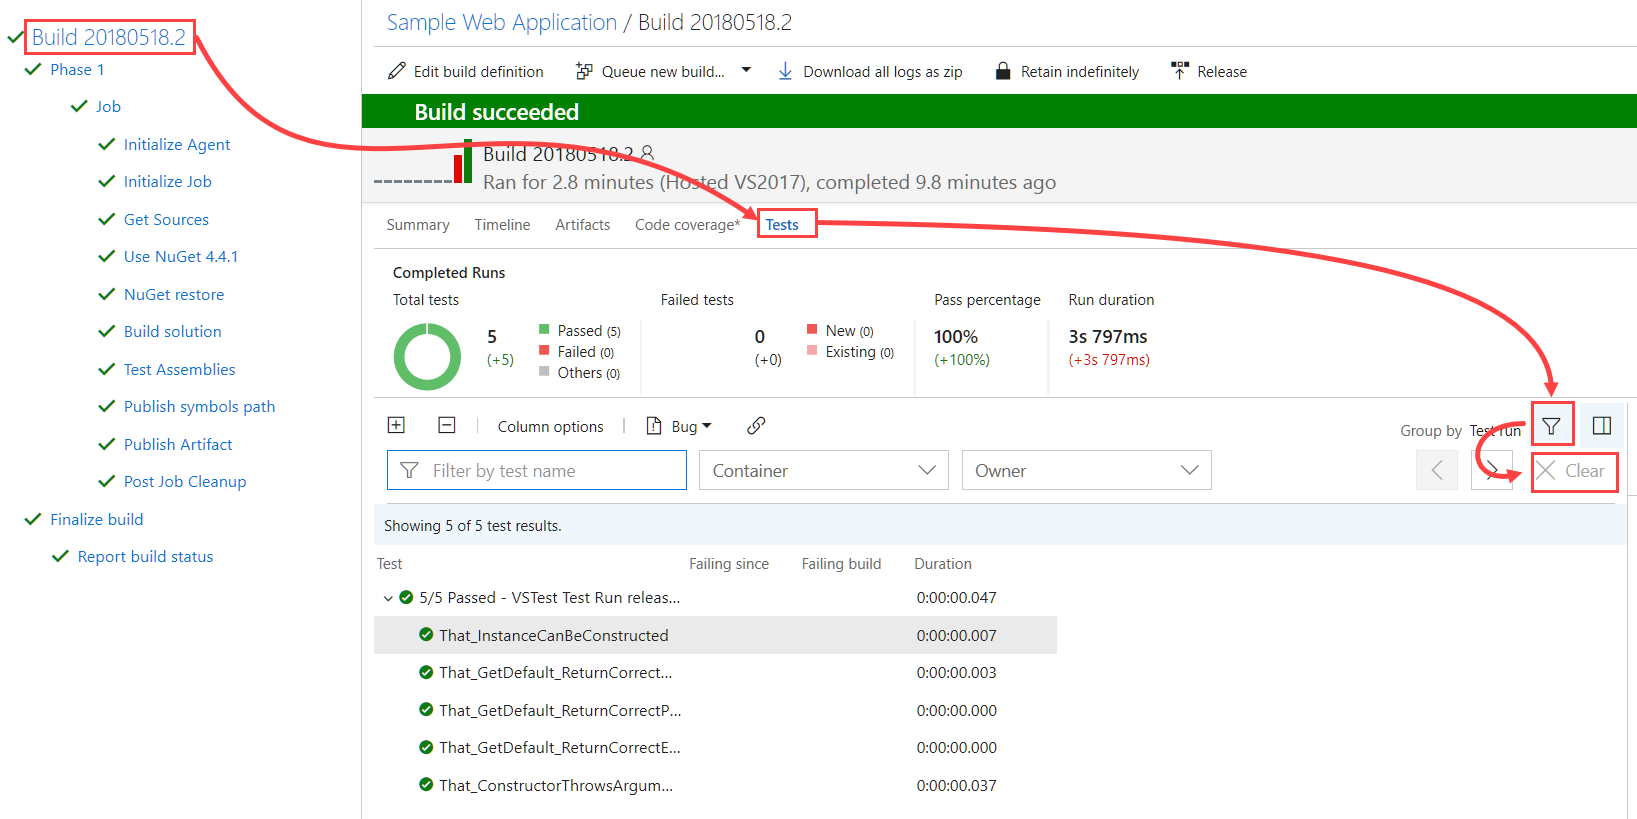 Build 20180518.2
Phase 1
Job
Initialize Agent
Initialize Job
Get Sources
Use NuGet 4.4.1
NuGet restore
Build solution
Test Assemblies
Publish symbols path
Publish Artifact
Post Job Cleanup
Finalize build
Report build status
Sample Web Application / Build 20180518.2
Edit build definition Queue new build... Download all logs as zip Retain indefinitely Release
Build succeeded
Build 20180518.2
Ran for 2.8 minutes (Hosted VS2017), completed 9.8 minutes ago
Summary Timeline Artifacts Code coverage* Tests
Completed Runs
Total tests Failed tests Pass percentage Run duration
5 Passed (5) 0 New (0) 100% 3s 797ms
(+5) Failed (0) (+0) Existing (0) (+100%) (+3s 797ms)
Others (0)
Column options Bug Group by Test run
Filter by test name Container Owner Clear
Showing 5 of 5 test results.
Test Failing since Failing build Duration
5/5 Passed - VSTest Test Run releas... 0:00:00.047
That_InstanceCanBeConstructed 0:00:00.007
That_GetDefault_ReturnCorrect... 0:00:00.003
That_GetDefault_ReturnCorrectP... 0:00:00.000
That_GetDefault_ReturnCorrectE... 0:00:00.000
That_ConstructorThrowsArgum... 0:00:00.037